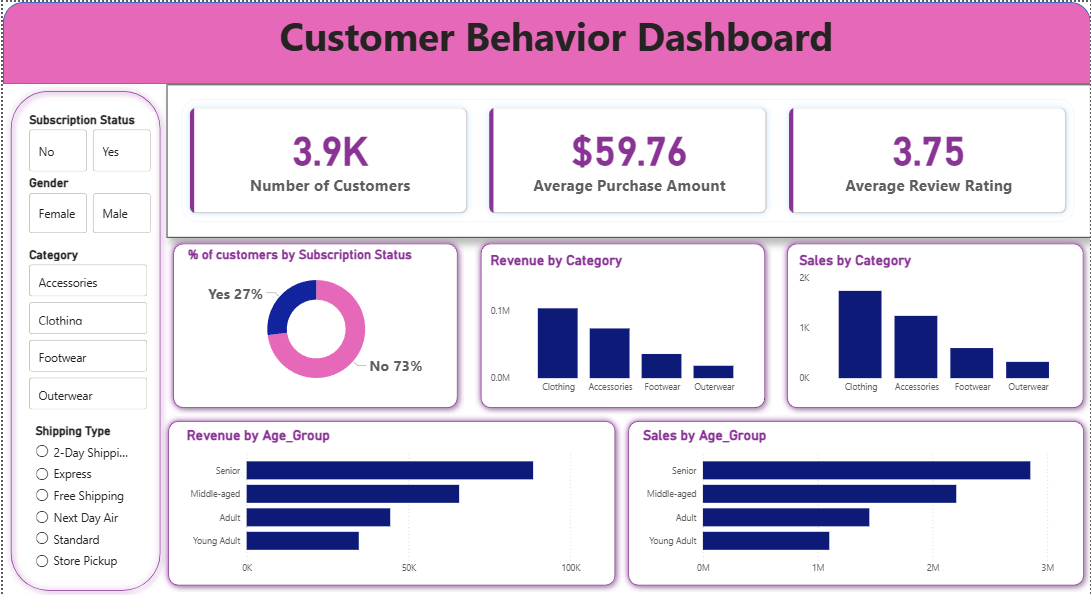 Customer Behavior Dashboard
Subscription Status
No
Yes
Gender
Female
Male
Category
Accessories
Clothing
Footwear
Outerwear
Shipping Type
2-Day Shippi...
Express
Free Shipping
Next Day Air
Standard
Store Pickup
3.9K
Number of Customers
$59.76
Average Purchase Amount
3.75
Average Review Rating
% of customers by Subscription Status
Yes 27%
No 73%
Revenue by Category
0.1M
0.0M
Clothing Accessories Footwear Outerwear
Sales by Category
2K
1K
0K
Clothing Accessories Footwear Outerwear
Revenue by Age_Group
Senior
Middle-aged
Adult
Young Adult
0K 50K 100K
Sales by Age_Group
Senior
Middle-aged
Adult
Young Adult
0M 1M 2M 3M